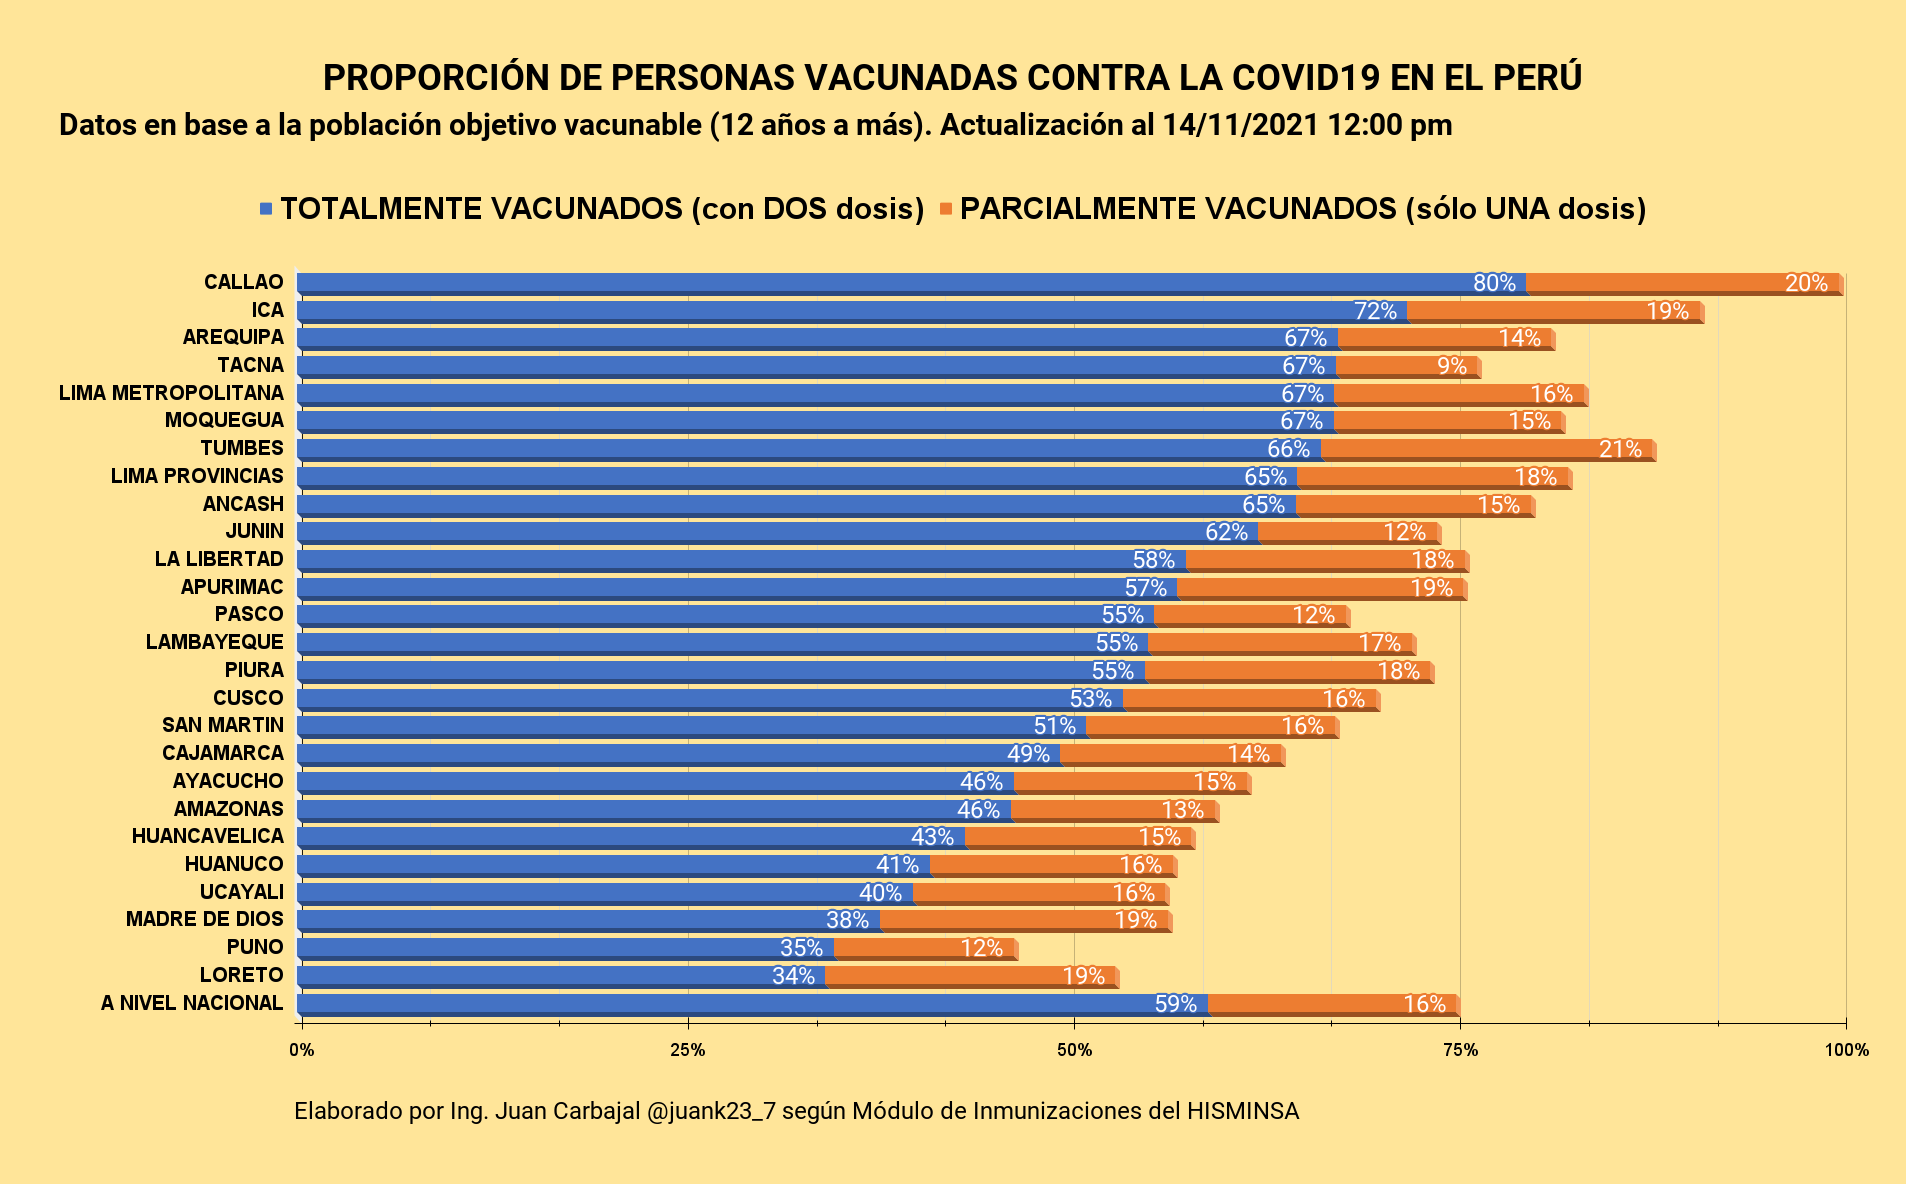 PROPORCIÓN DE PERSONAS VACUNADAS CONTRA LA COVID19 EN EL PERÚ
Datos en base a la población objetivo vacunable (12 años a más). Actualización al 14/11/2021 12:00 pm
TOTALMENTE VACUNADOS (con DOS dosis) PARCIALMENTE VACUNADOS (sólo UNA dosis)
CALLAO 80% 20%
ICA 72% 19%
AREQUIPA 67% 14%
TACNA 67% 9%
LIMA METROPOLITANA 67% 16%
MOQUEGUA 67% 15%
TUMBES 66% 21%
LIMA PROVINCIAS 65% 18%
ANCASH 65% 15%
JUNIN 62% 12%
LA LIBERTAD 58% 18%
APURIMAC 57% 19%
PASCO 55% 12%
LAMBAYEQUE 55% 17%
PIURA 55% 18%
CUSCO 53% 16%
SAN MARTIN 51% 16%
CAJAMARCA 49% 14%
AYACUCHO 46% 15%
AMAZONAS 46% 13%
HUANCAVELICA 43% 15%
HUANUCO 41% 16%
UCAYALI 40% 16%
MADRE DE DIOS 38% 19%
PUNO 35% 12%
LORETO 34% 19%
A NIVEL NACIONAL 59% 16%
0% 25% 50% 75% 100%
Elaborado por Ing. Juan Carbajal @juank23_7 según Módulo de Inmunizaciones del HISMINSA